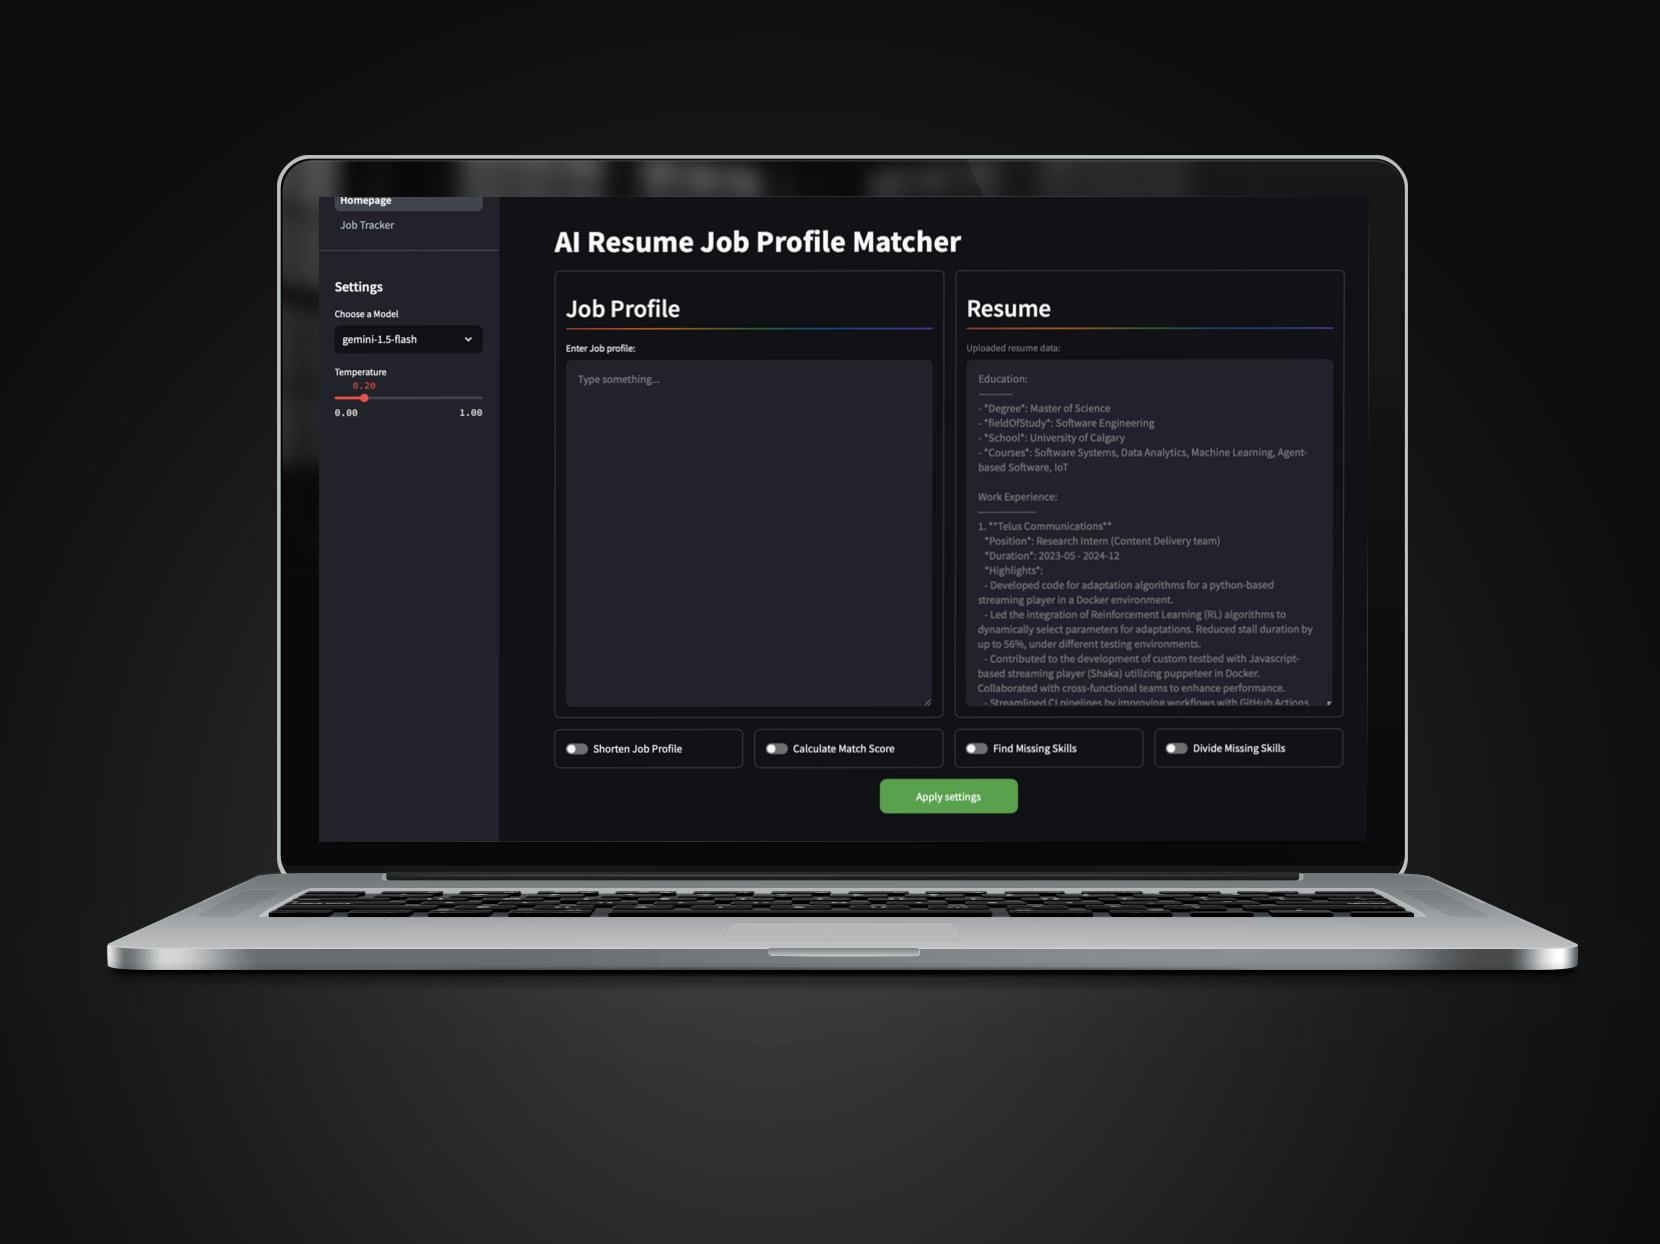 Homepage
Job Tracker
Settings
Choose a Model
gemini-1.5-flash
Temperature
0.20
0.00 1.00
AI Resume Job Profile Matcher
Job Profile
Enter Job profile:
Type something...
Resume
Uploaded resume data:
Education:
----------
- *Degree*: Master of Science
- *fieldOfStudy*: Software Engineering
- *School*: University of Calgary
- *Courses*: Software Systems, Data Analytics, Machine Learning, Agent-
based Software, IoT
Work Experience:
-----------------
1. **Telus Communications**
*Position*: Research Intern (Content Delivery team)
*Duration*: 2023-05 - 2024-12
*Highlights*:
- Developed code for adaptation algorithms for a python-based
streaming player in a Docker environment.
- Led the integration of Reinforcement Learning (RL) algorithms to
dynamically select parameters for adaptations. Reduced stall duration by
up to 56%, under different testing environments.
- Contributed to the development of custom testbed with Javascript-
based streaming player (Shaka) utilizing puppeteer in Docker.
Collaborated with cross-functional teams to enhance performance.
- Streamlined CI pipelines by improving workflows with GitHub Actions
Shorten Job Profile
Calculate Match Score
Find Missing Skills
Divide Missing Skills
Apply settings